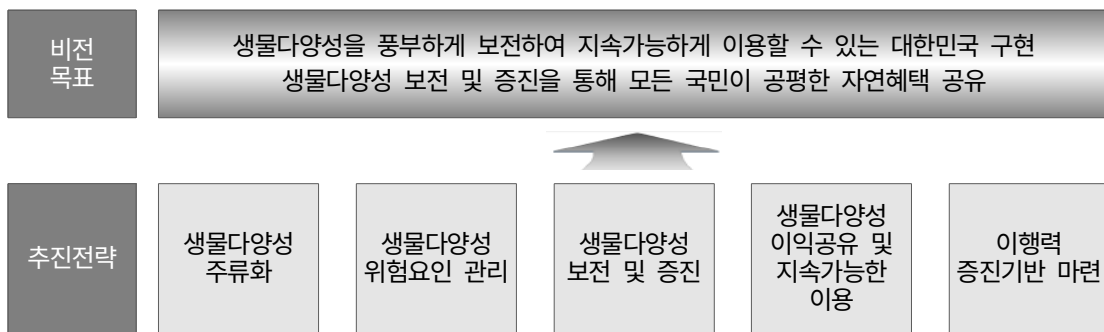 비전
목표
생물다양성을 풍부하게 보전하여 지속가능하게 이용할 수 있는 대한민국 구현
생물다양성 보전 및 증진을 통해 모든 국민이 공평한 자연혜택 공유
추진전략
생물다양성
주류화
생물다양성
위험요인 관리
생물다양성
보전 및 증진
생물다양성
이익공유 및
지속가능한
이용
이행력
증진기반 마련